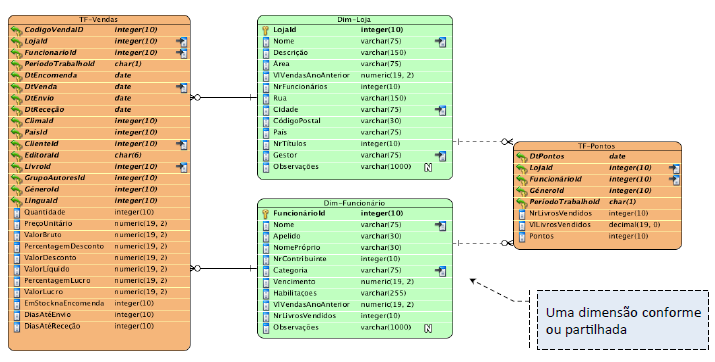 TF-Vendas
CodigoVendaID integer(10)
LojaId integer(10)
FuncionarioId integer(10)
PeriodoTrabalhoId char(1)
DtEncomenda date
DtVenda date
DtEnvio date
DtReceção date
ClimaId integer(10)
PaisId integer(10)
ClienteId integer(10)
EditoraId char(6)
LivroId integer(10)
GrupoAutoresId integer(10)
GéneroId integer(10)
LinguaId integer(10)
Quantidade integer(10)
PreçoUnitário numeric(19, 2)
ValorBruto numeric(19, 2)
PercentagemDesconto numeric(19, 2)
ValorDesconto numeric(19, 2)
ValorLíquido numeric(19, 2)
PercentagemLucro numeric(19, 2)
ValorLucro numeric(19, 2)
EmStocknaEncomenda integer(10)
DiasAtéEnvio integer(10)
DiasAtéReceção integer(10)
Dim-Loja
LojaId integer(10)
Nome varchar(75)
Descrição varchar(150)
Área varchar(75)
VlVendasAnoAnterior numeric(19, 2)
NrFuncionários integer(10)
Rua varchar(150)
Cidade varchar(75)
CódigoPostal varchar(30)
País varchar(75)
NrTítulos integer(10)
Gestor varchar(75)
Observações varchar(1000) N
Dim-Funcionário
FuncionárioId integer(10)
Nome varchar(75)
Apelido varchar(30)
NomePróprio varchar(30)
NrContribuinte integer(10)
Categoria varchar(75)
Vencimento numeric(19, 2)
Habilitações varchar(255)
VlVendasAnoAnterior numeric(19, 2)
NrLivrosVendidos integer(10)
Observações varchar(1000) N
TF-Pontos
DtPontos date
LojaId integer(10)
FuncionárioId integer(10)
GéneroId integer(10)
PeriodoTrabalhoId char(1)
NrLivrosVendidos integer(10)
VlLivrosVendidos decimal(19, 0)
Pontos integer(10)
Uma dimensão conforme
ou partilhada